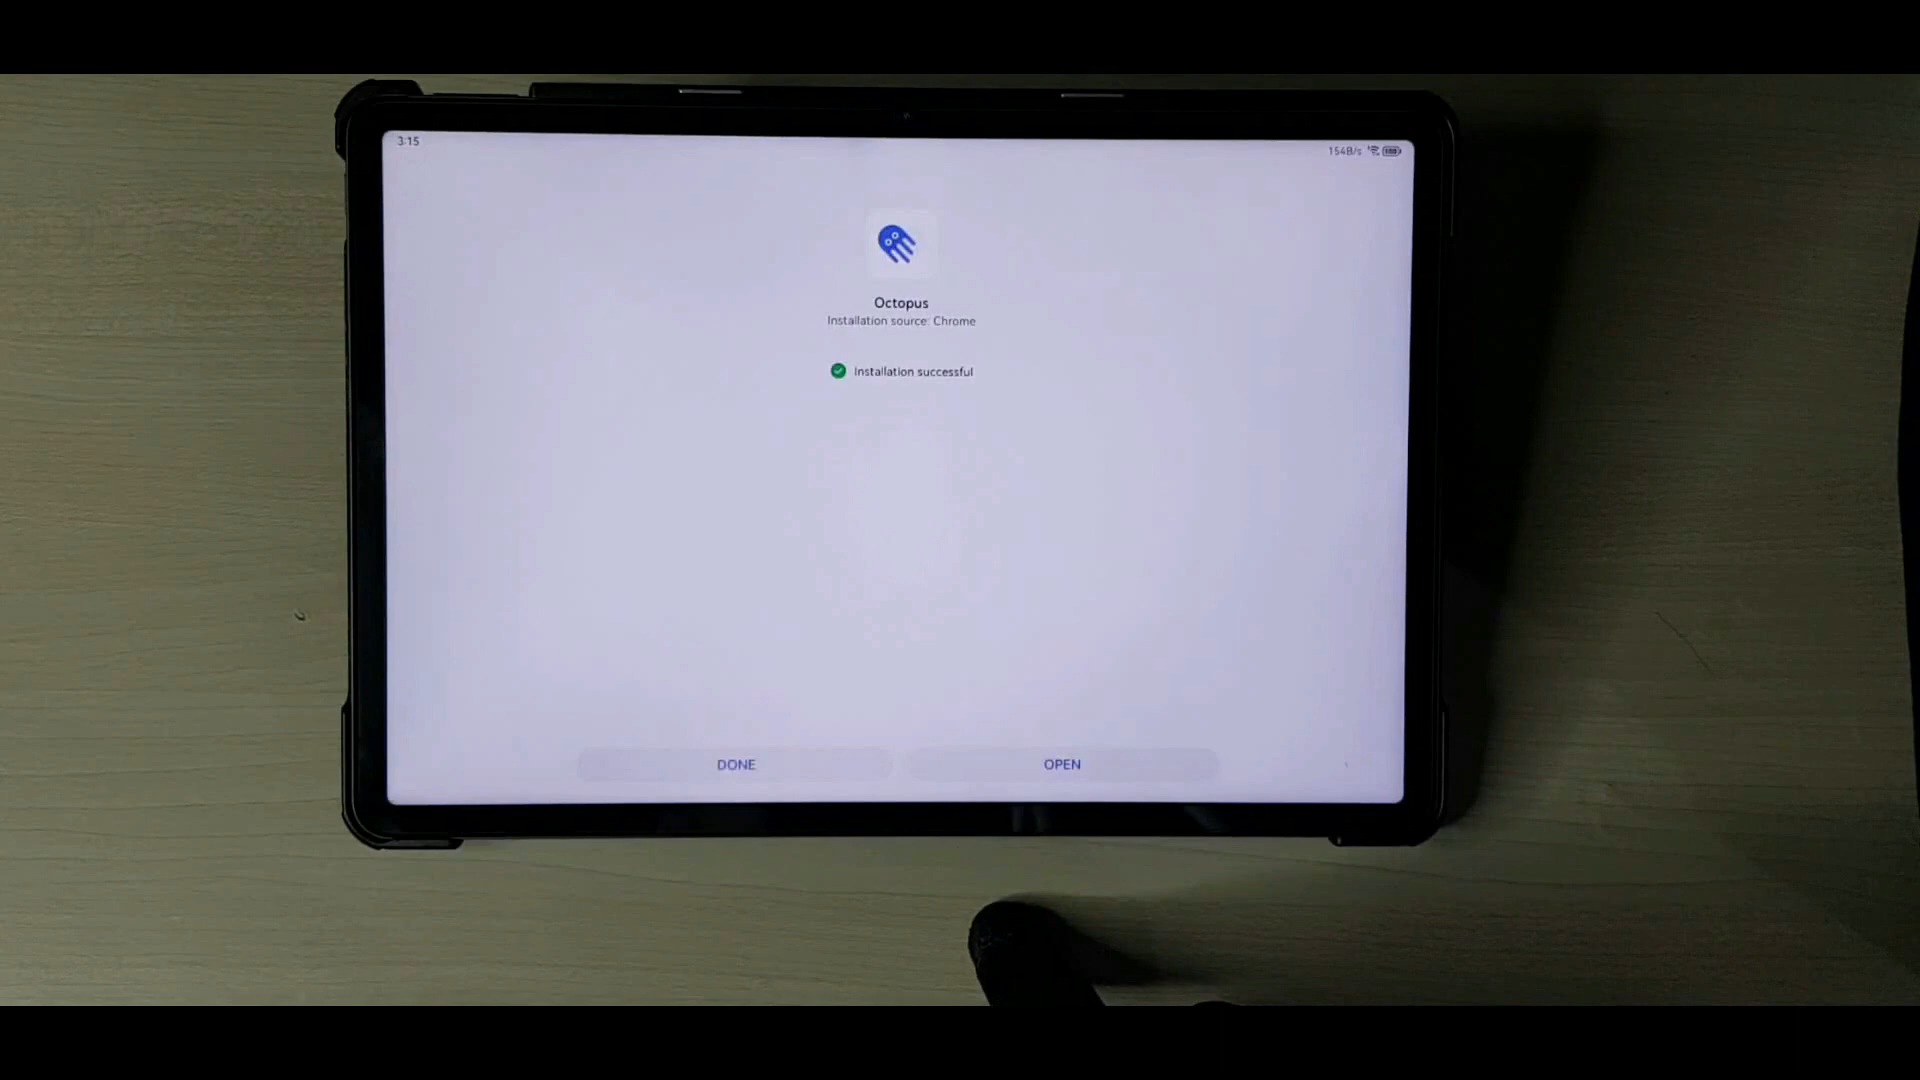 3:15
154B/s
Octopus
Installation source: Chrome
Installation successful
DONE
OPEN